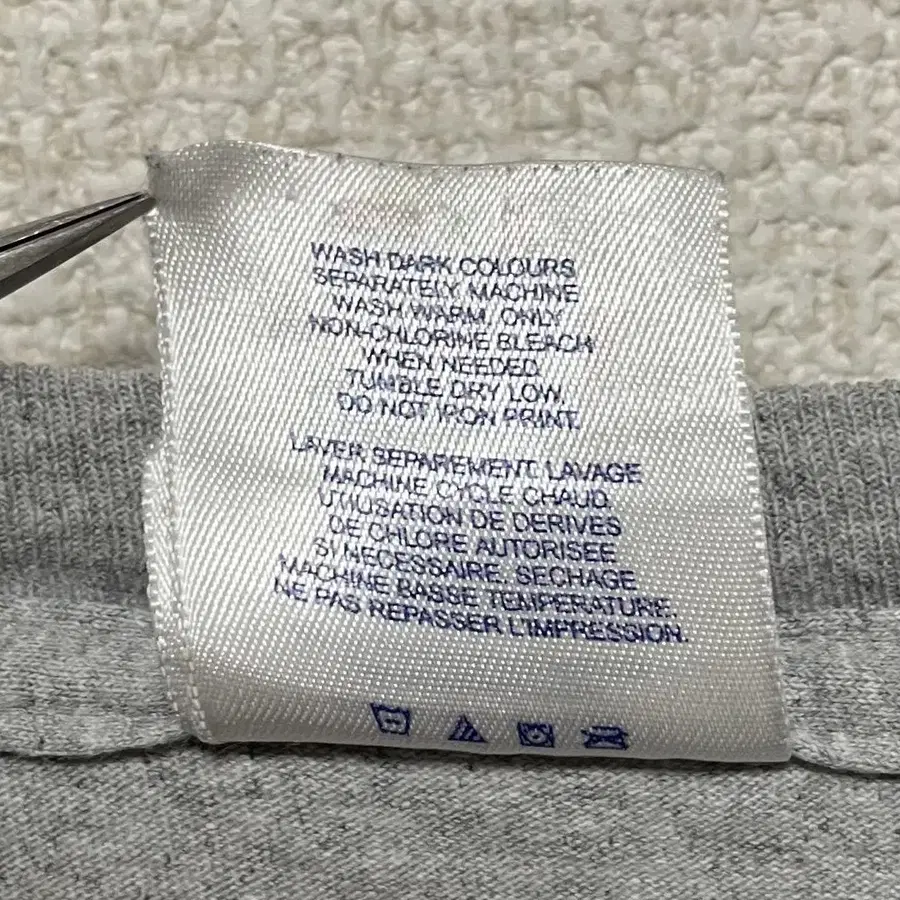 WASH DARK COLOURS
SEPARATELY MACHINE
WASH WARM, ONLY
NON-CHLORINE BLEACH
WHEN NEEDED.
TUMBLE DRY LOW.
DO NOT IRON PRINT.
LAVER SEPAREMENT. LAVAGE
MACHINE CYCLE CHAUD.
UTILISATION DE DERIVES
DE CHLORE AUTORISEE
SI NECESSAIRE. SECHAGE
MACHINE BASSE TEMPERATURE.
NE PAS REPASSER L'IMPRESSION.